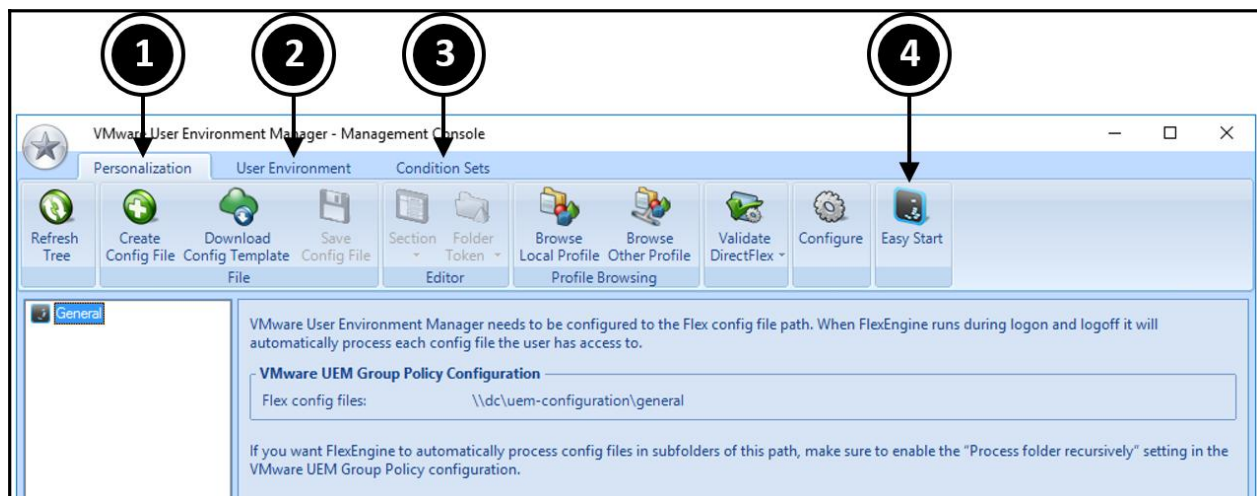 1 2 3 4
VMware User Environment Manager - Management Console
Personalization User Environment Condition Sets
Refresh Tree
Create Config File
Download Config Template
Save Config File
File
Section
Folder Token
Editor
Browse Local Profile
Browse Other Profile
Profile Browsing
Validate DirectFlex
Configure
Easy Start
General
VMware User Environment Manager needs to be configured to the Flex config file path. When FlexEngine runs during logon and logoff it will
automatically process each config file the user has access to.
VMware UEM Group Policy Configuration
Flex config files: \\dc\uem-configuration\general
If you want FlexEngine to automatically process config files in subfolders of this path, make sure to enable the "Process folder recursively" setting in the
VMware UEM Group Policy configuration.